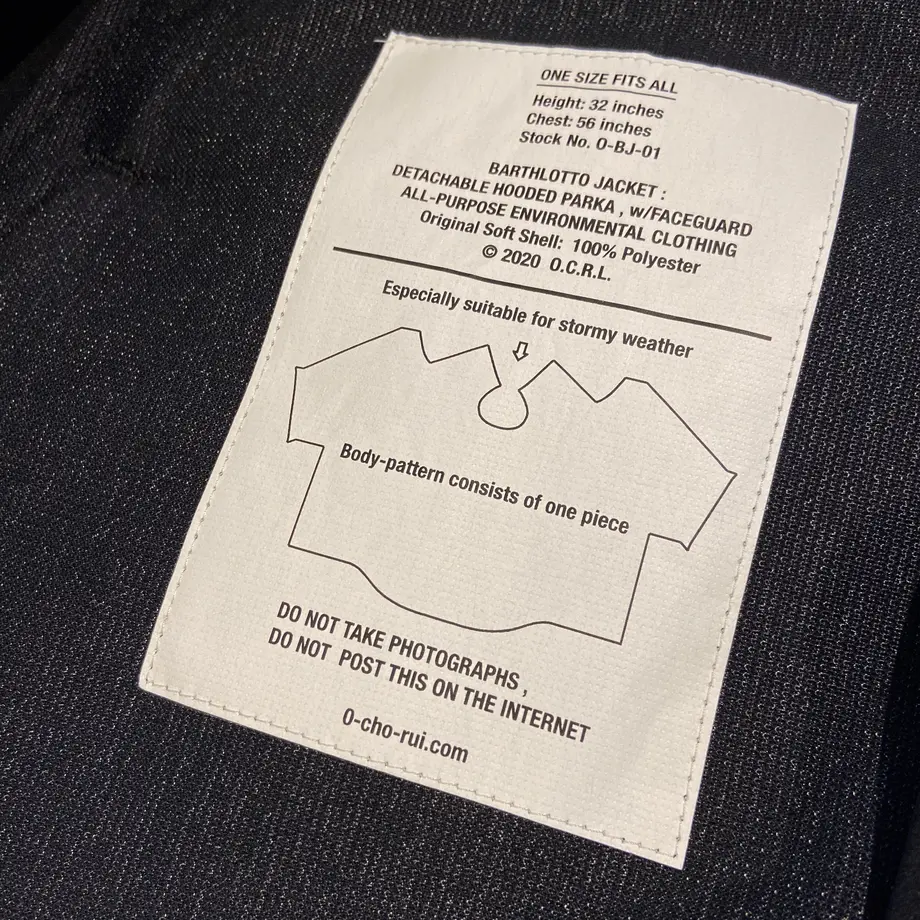 ONE SIZE FITS ALL
Height: 32 inches
Chest: 56 inches
Stock No. O-BJ-01
BARTHLOTTO JACKET :
DETACHABLE HOODED PARKA , w/FACEGUARD
ALL-PURPOSE ENVIRONMENTAL CLOTHING
Original Soft Shell: 100% Polyester
© 2020 O.C.R.L.
Especially suitable for stormy weather
Body-pattern consists of one piece
DO NOT TAKE PHOTOGRAPHS ,
DO NOT POST THIS ON THE INTERNET
0-cho-rui.com